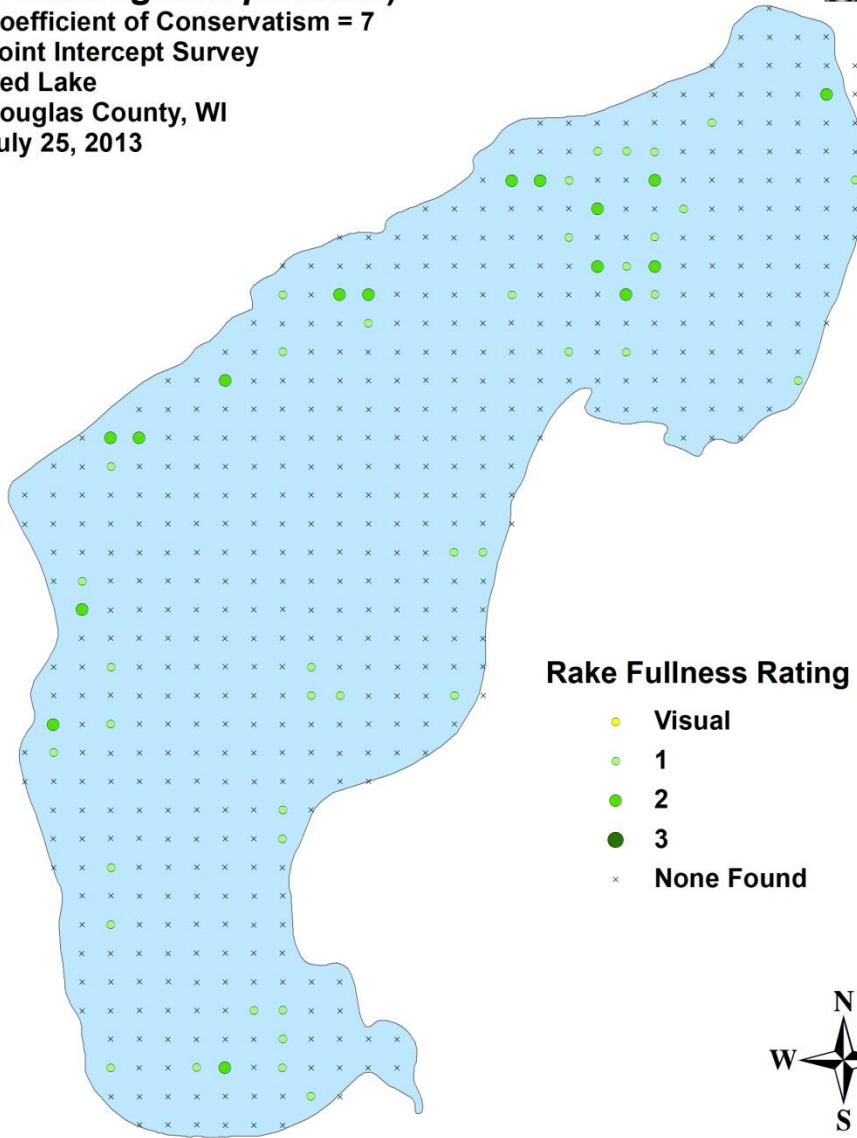 oefficient of Conservatism = 7
oint Intercept Survey
ed Lake
ouglas County, WI
uly 25, 2013
Rake Fullness Rating
Visual
1
2
3
None Found
N
W
S